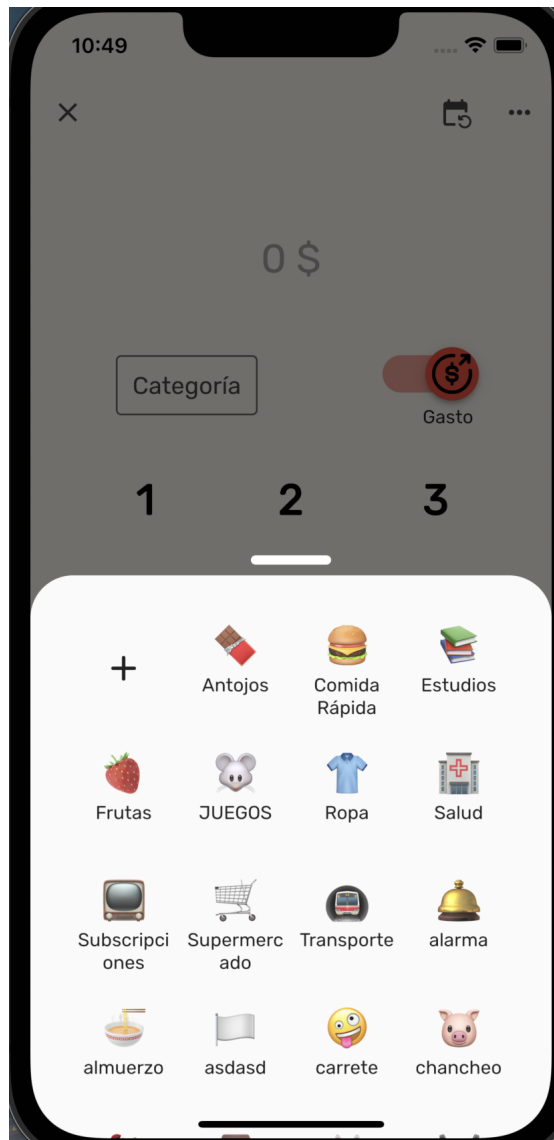 10:49
0 $
Categoría
Gasto
1 2 3
+
Antojos
Comida
Rápida
Estudios
Frutas
JUEGOS
Ropa
Salud
Subscripci
ones
Supermerc
ado
Transporte
alarma
almuerzo
asdasd
carrete
chancheo